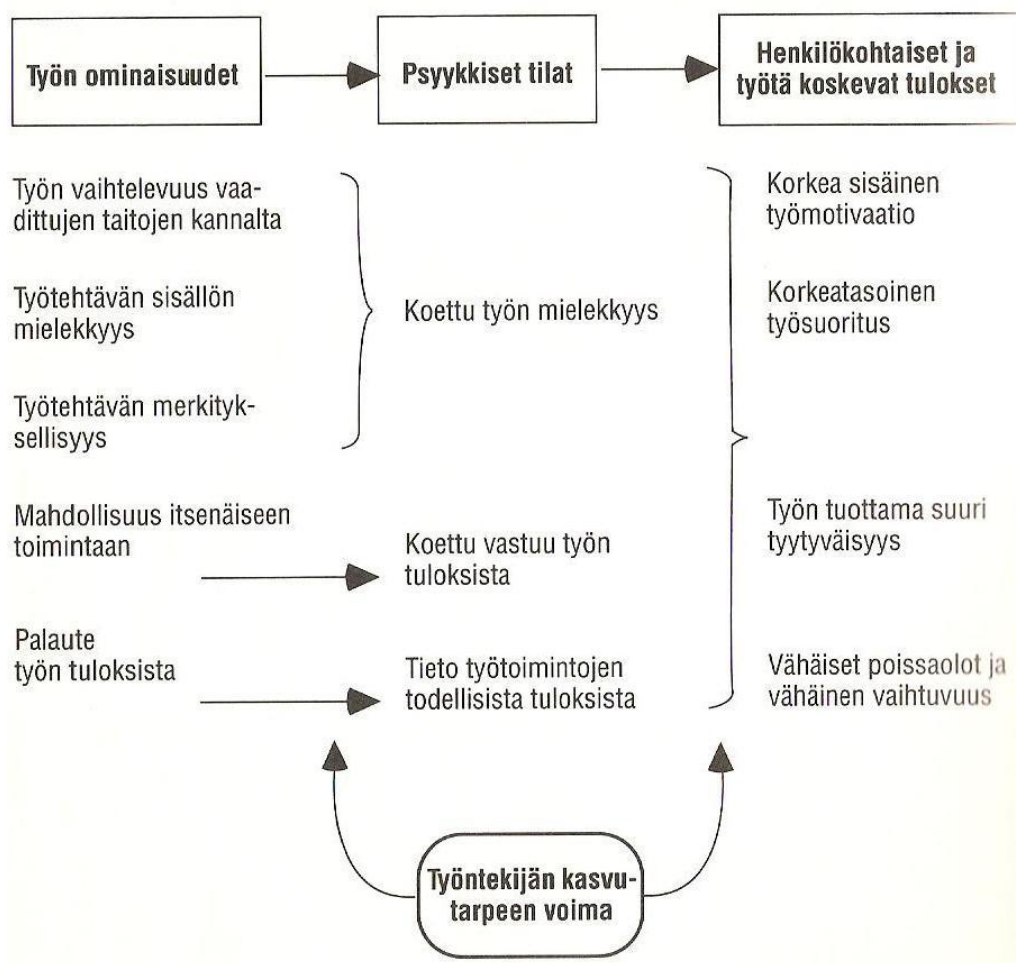 Työn ominaisuudet
Psyykkiset tilat
Henkilökohtaiset ja
työtä koskevat tulokset
Työn vaihtelevuus vaa-
dittujen taitojen kannalta
Työtehtävän sisällön
mielekkyys
Työtehtävän merkityk-
sellisyys
Mahdollisuus itsenäiseen
toimintaan
Palaute
työn tuloksista
Koettu työn mielekkyys
Koettu vastuu työn
tuloksista
Tieto työtoimintojen
todellisista tuloksista
Korkea sisäinen
työmotivaatio
Korkeatasoinen
työsuoritus
Työn tuottama suuri
tyytyväisyys
Vähäiset poissaolot ja
vähäinen vaihtuvuus
Työntekijän kasvu-
tarpeen voima